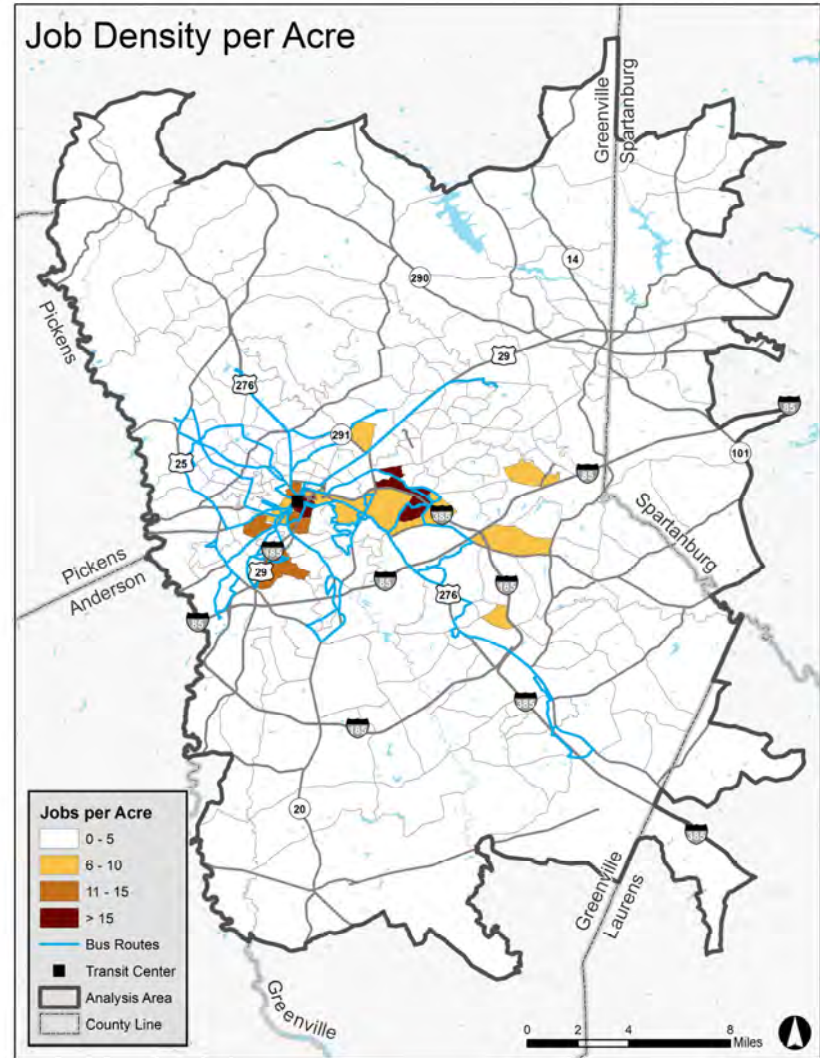 Job Density per Acre
Greenville
Spartanburg
14
290
Pickens
29
276
85
291
25
101
85
385
Spartanburg
185
Pickens
Anderson
29
85
276
385
85
385
185
20
385
Greenville
Laurens
Jobs per Acre
0 - 5
6 - 10
11 - 15
> 15
Bus Routes
Transit Center
Analysis Area
County Line
Greenville
0 2 4 8
Miles